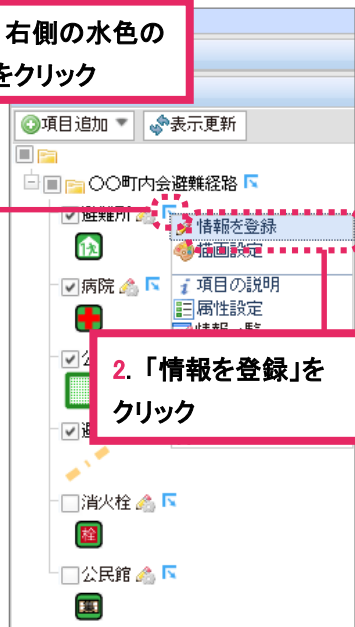 右側の水色の
をクリック
項目追加 表示更新
〇〇町内会避難経路
避難所
情報を登録
描画設定
病院
項目の説明
属性設定
2. 「情報を登録」を
クリック
消火栓
栓
公民館